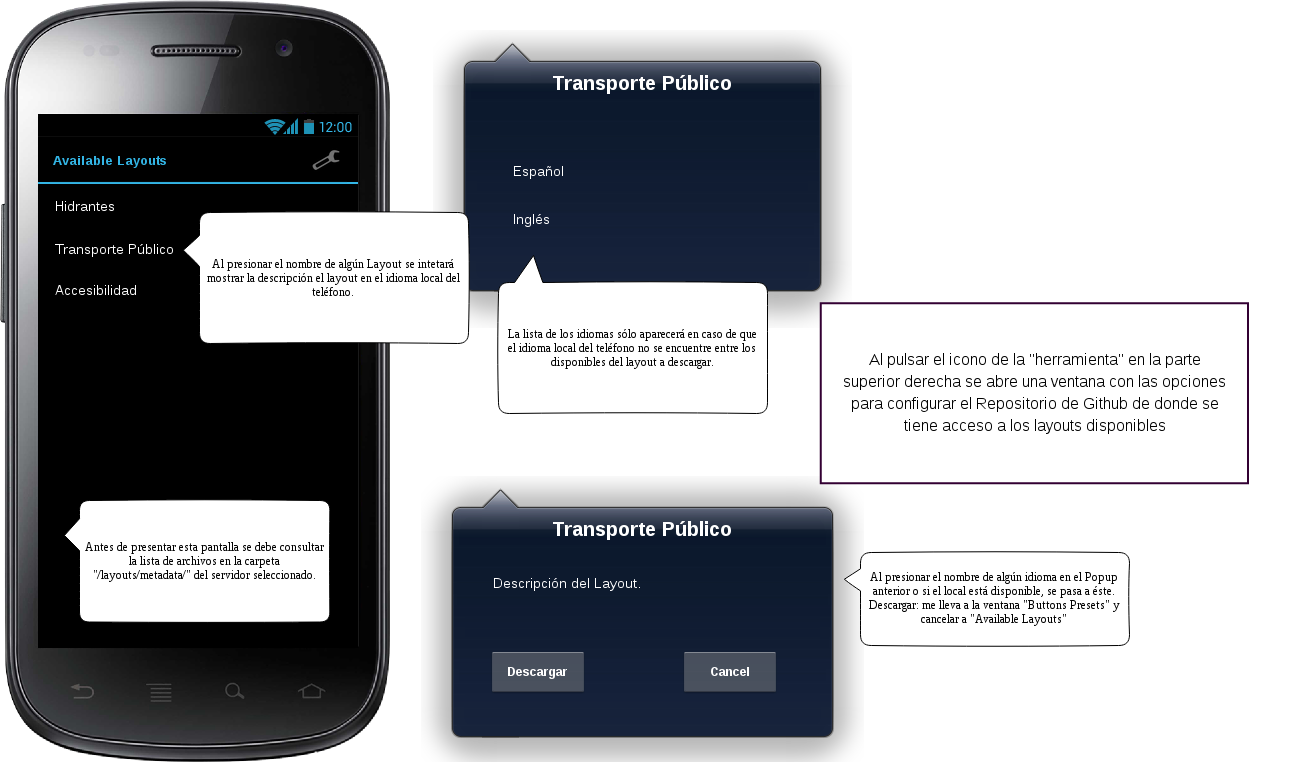 12:00
Available Layouts
Hidrantes
Transporte Público
Accesibilidad
Al presionar el nombre de algún Layout se intetará
mostrar la descripción el layout en el idioma local del
teléfono.
Antes de presentar esta pantalla se debe consultar
la lista de archivos en la carpeta
"/layouts/metadata/" del servidor seleccionado.
Transporte Público
Español
Inglés
La lista de los idiomas sólo aparecerá en caso de que
el idioma local del teléfono no se encuentre entre los
disponibles del layout a descargar.
Al pulsar el icono de la "herramienta" en la parte
superior derecha se abre una ventana con las opciones
para configurar el Repositorio de Github de donde se
tiene acceso a los layouts disponibles
Transporte Público
Descripción del Layout.
Descargar
Cancel
Al presionar el nombre de algún idioma en el Popup
anterior o si el local está disponible, se pasa a éste.
Descargar: me lleva a la ventana "Buttons Presets" y
cancelar a "Available Layouts"